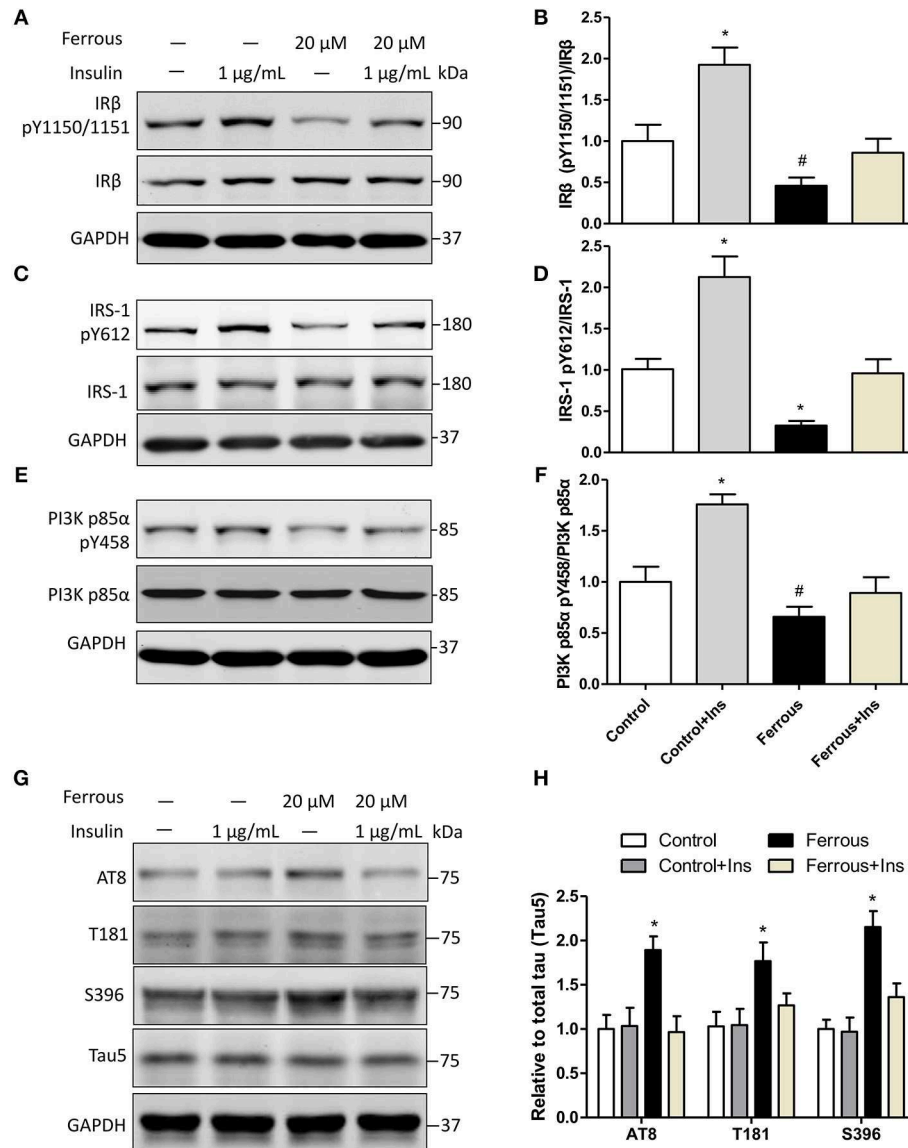 A
Ferrous — — 20 μM 20 μM
Insulin — 1 μg/mL — 1 μg/mL kDa
IRβ
pY1150/1151
90
IRβ
90
GAPDH
37
B
IRβ (pY1150/1151)/IRβ
2.5
2.0
1.5
1.0
0.5
0.0
*
#
C
IRS-1
pY612
180
IRS-1
180
GAPDH
37
D
IRS-1 pY612/IRS-1
2.5
2.0
1.5
1.0
0.5
0.0
*
*
E
PI3K p85α
pY458
85
PI3K p85α
85
GAPDH
37
F
PI3K p85α pY458/PI3K p85α
2.0
1.5
1.0
0.5
0.0
*
#
Control
Control+Ins
Ferrous
Ferrous+Ins
G
Ferrous — — 20 μM 20 μM
Insulin — 1 μg/mL — 1 μg/mL kDa
AT8
75
T181
75
S396
75
Tau5
75
GAPDH
37
H
Control Ferrous
Control+Ins Ferrous+Ins
Relative to total tau (Tau5)
2.5
2.0
1.5
1.0
0.5
0.0
* * *
AT8 T181 S396